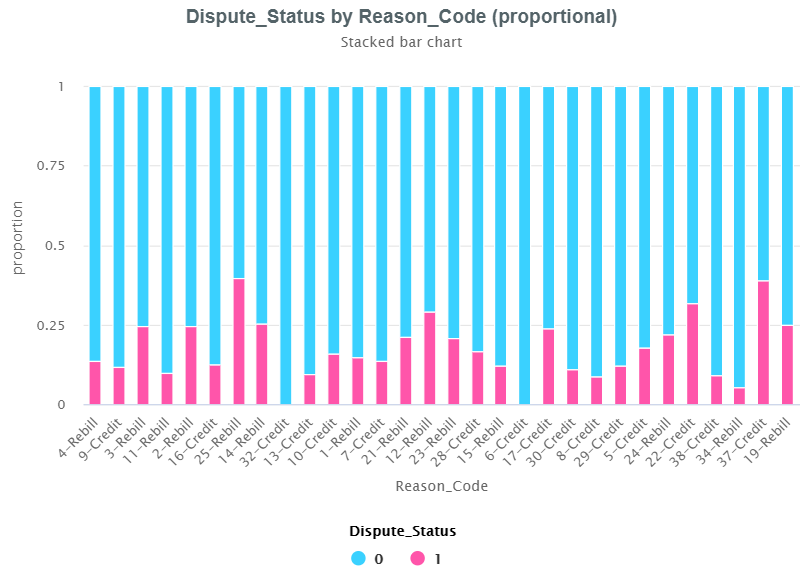 Dispute_Status by Reason_Code (proportional)
Stacked bar chart
1
0.75
0.5
0.25
0
proportion
4-Rebill
9-Credit
3-Rebill
11-Rebill
2-Rebill
16-Credit
25-Rebill
14-Rebill
32-Credit
13-Credit
10-Credit
1-Rebill
7-Credit
21-Rebill
12-Rebill
23-Rebill
28-Credit
15-Rebill
6-Credit
17-Credit
30-Credit
8-Credit
29-Credit
5-Credit
24-Rebill
22-Credit
38-Credit
34-Rebill
37-Credit
19-Rebill
Reason_Code
Dispute_Status
0 1